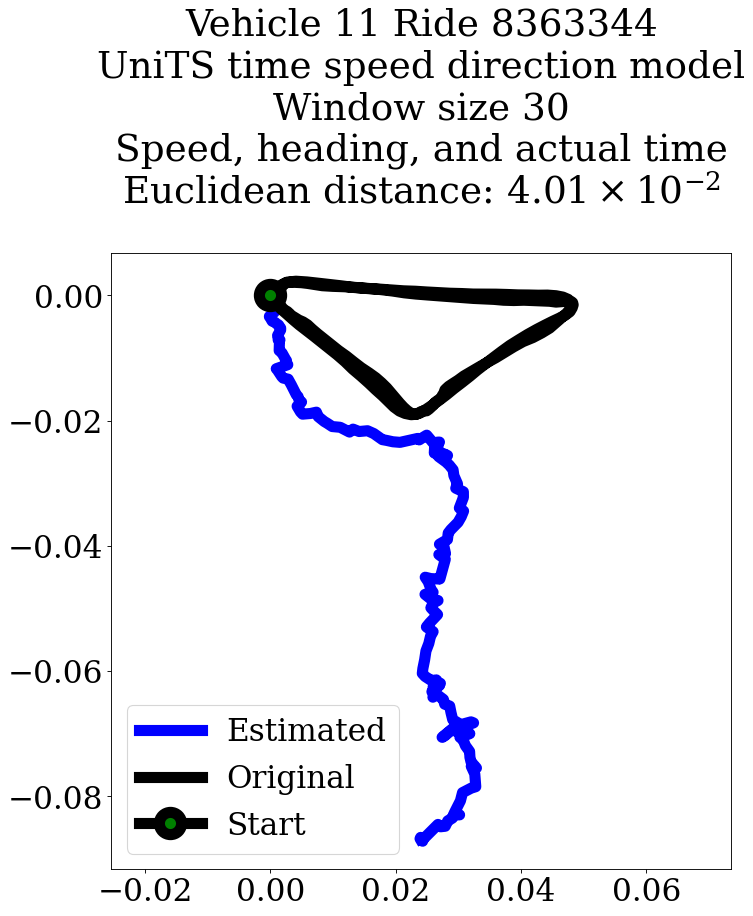 Vehicle 11 Ride 8363344
UniTS time speed direction model
Window size 30
Speed, heading, and actual time
Euclidean distance: 4.01 × 10⁻²
0.00
−0.02
−0.04
−0.06
−0.08
Estimated
Original
Start
−0.02 0.00 0.02 0.04 0.06